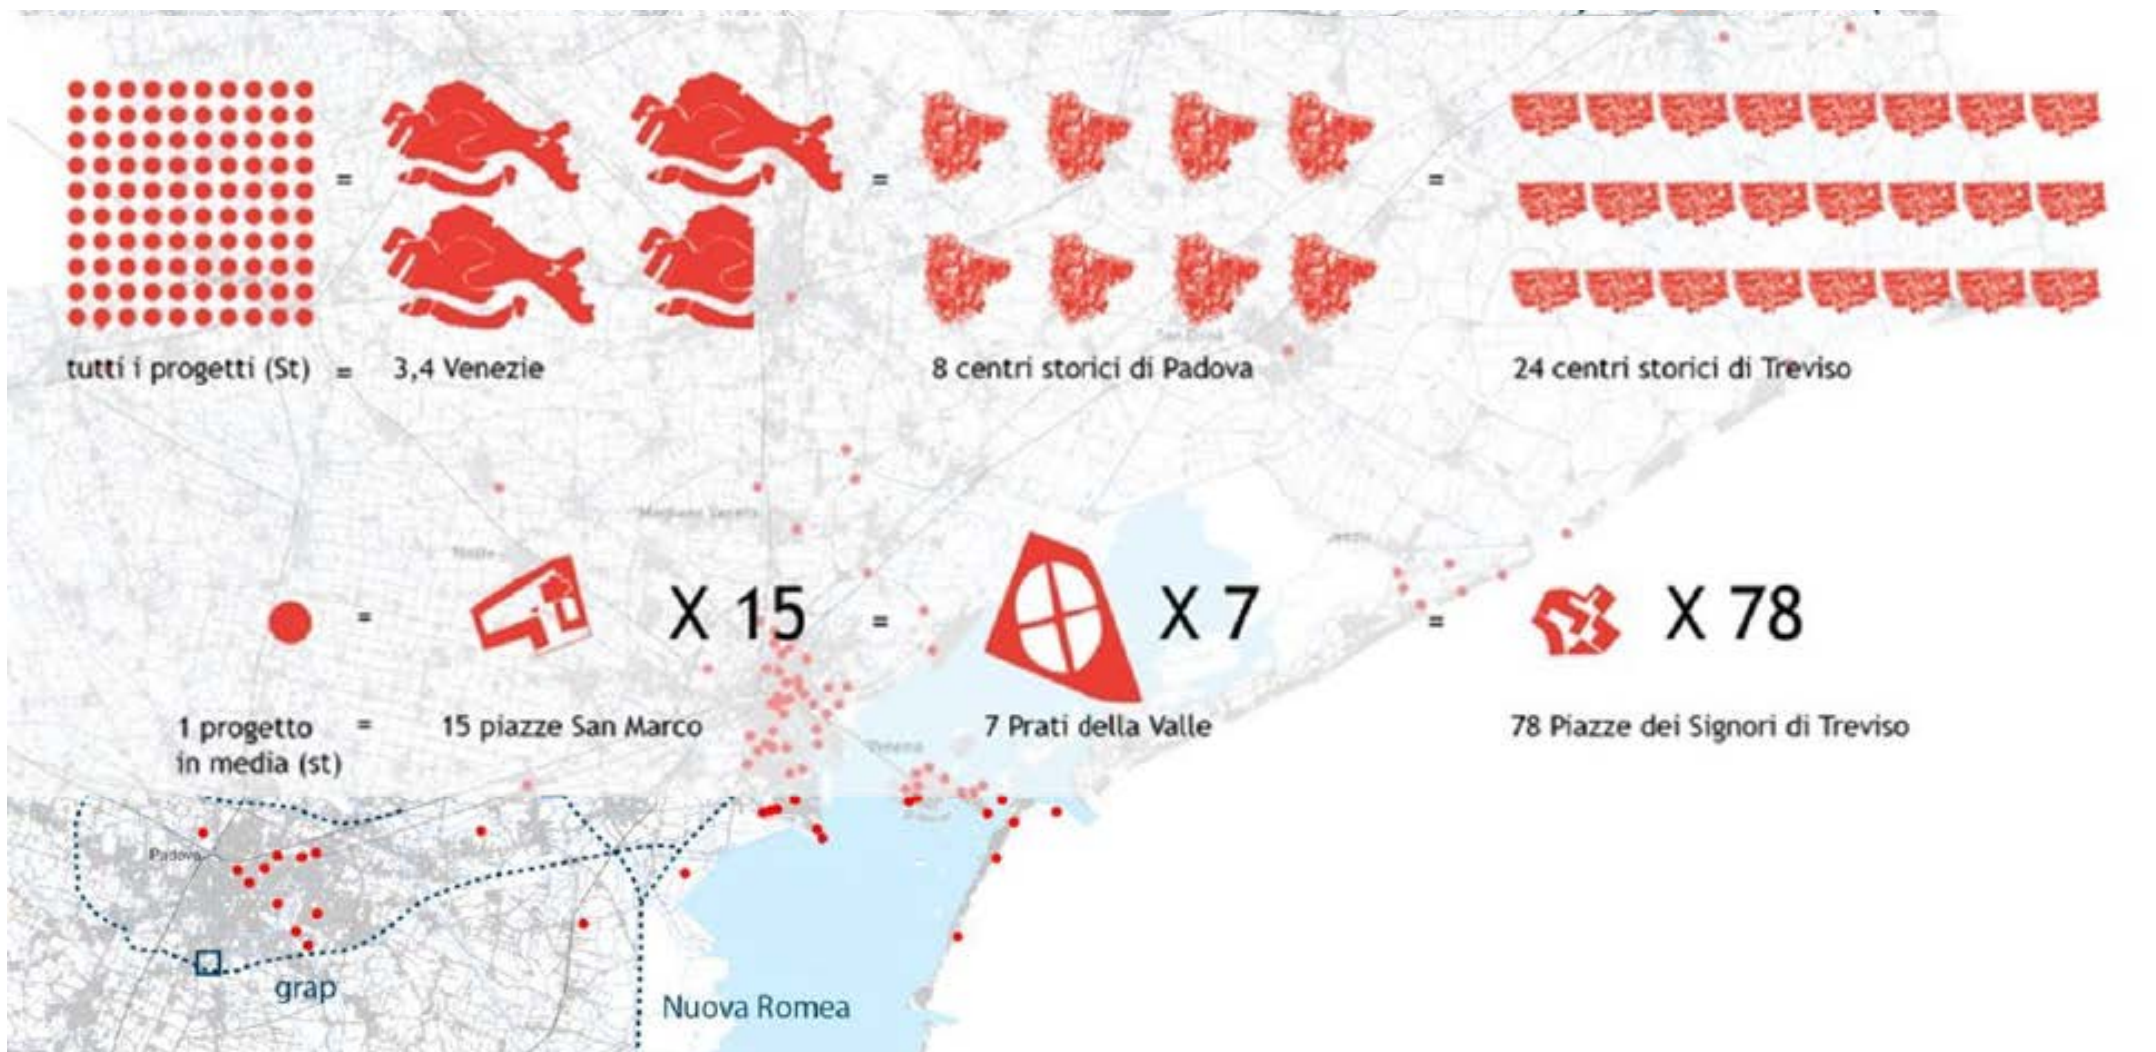 = = =
tutti i progetti (St) = 3,4 Venezie 8 centri storici di Padova 24 centri storici di Treviso
= X 15 = X 7 = X 78
1 progetto = 15 piazze San Marco 7 Prati della Valle 78 Piazze dei Signori di Treviso
in media (st)
Padova
grap
Nuova Romea